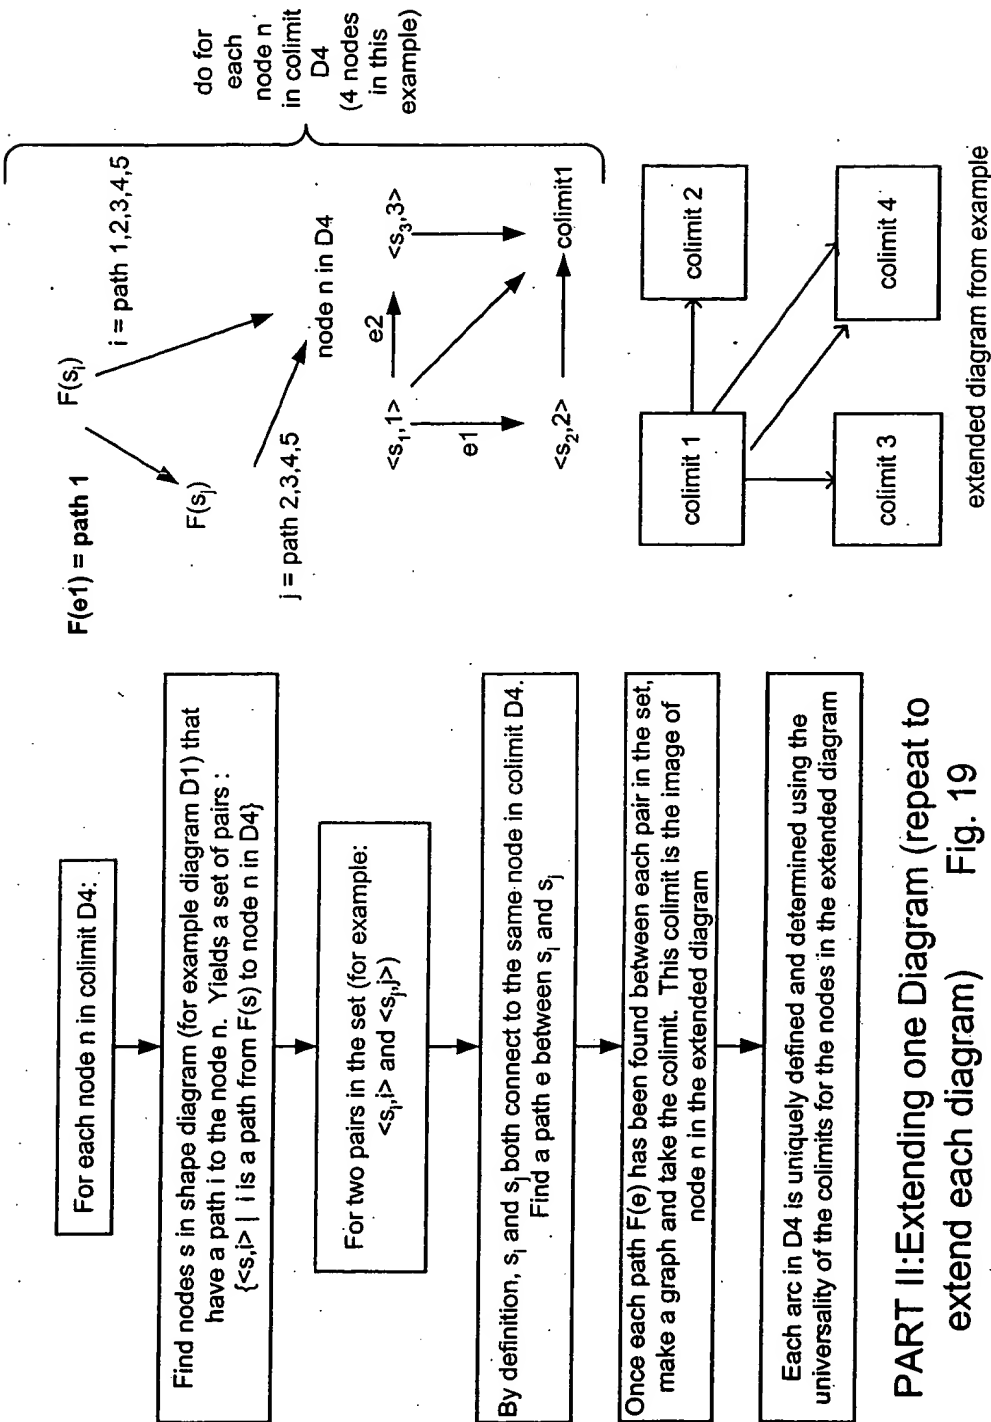 For each node n in colimit D4:
Find nodes s in shape diagram (for example diagram D1) that
have a path i to the node n. Yields a set of pairs :
{<s,i> | i is a path from F(s) to node n in D4}
For two pairs in the set (for example:
<sᵢ,i> and <sⱼ,j>)
By definition, sᵢ and sⱼ both connect to the same node in colimit D4.
Find a path e between sᵢ and sⱼ
Once each path F(e) has been found between each pair in the set,
make a graph and take the colimit. This colimit is the image of
node n in the extended diagram
Each arc in D4 is uniquely defined and determined using the
universality of the colimits for the nodes in the extended diagram
F(e1) = path 1
F(sᵢ)
i = path 1,2,3,4,5
F(sⱼ)
j = path 2,3,4,5
node n in D4
<s₁,1>
e2
<s₃,3>
e1
<s₂,2>
colimit1
do for
each
node n
in colimit
D4
(4 nodes
in this
example)
colimit 1
colimit 2
colimit 3
colimit 4
extended diagram from example
PART II:Extending one Diagram (repeat to
extend each diagram) Fig. 19